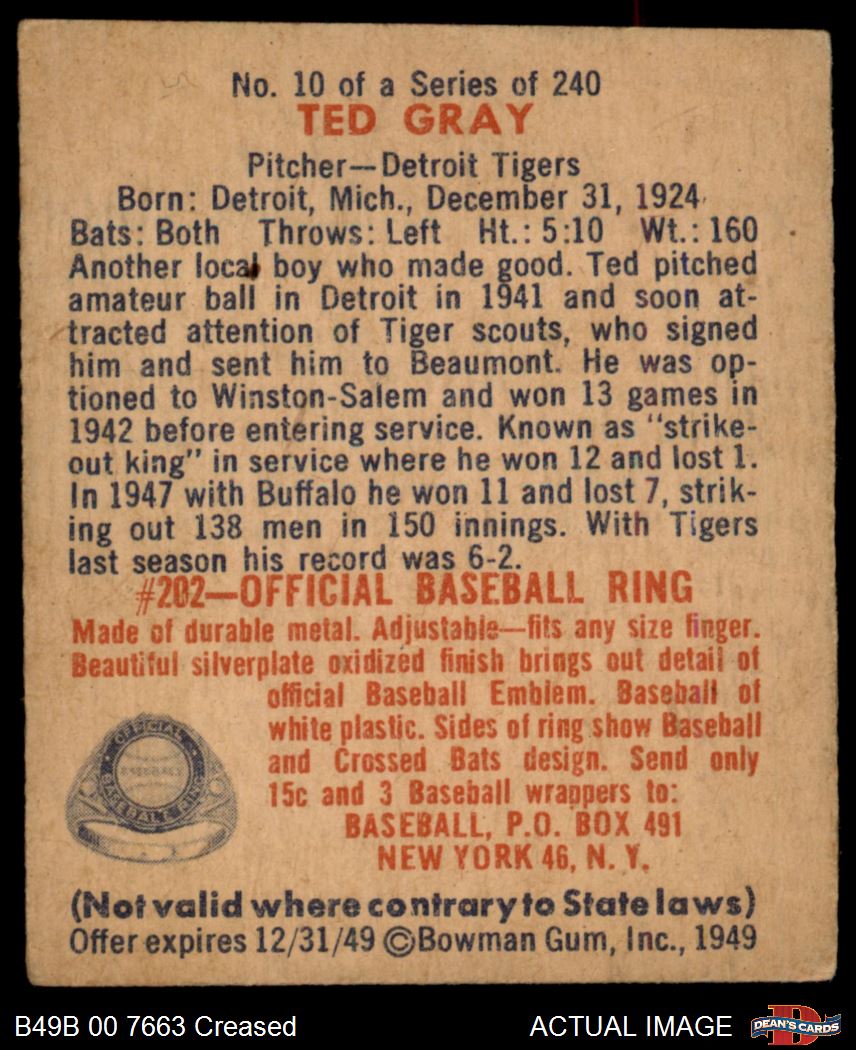 No. 10 of a Series of 240
TED GRAY
Pitcher—Detroit Tigers
Born: Detroit, Mich., December 31, 1924
Bats: Both Throws: Left Ht.: 5:10 Wt.: 160
Another local boy who made good. Ted pitched
amateur ball in Detroit in 1941 and soon at-
tracted attention of Tiger scouts, who signed
him and sent him to Beaumont. He was op-
tioned to Winston-Salem and won 13 games in
1942 before entering service. Known as "strike-
out king" in service where he won 12 and lost 1.
In 1947 with Buffalo he won 11 and lost 7, strik-
ing out 138 men in 150 innings. With Tigers
last season his record was 6-2.
#202—OFFICIAL BASEBALL RING
Made of durable metal. Adjustable—fits any size finger.
Beautiful silverplate oxidized finish brings out detail of
official Baseball Emblem. Baseball of
white plastic. Sides of ring show Baseball
and Crossed Bats design. Send only
15c and 3 Baseball wrappers to:
BASEBALL, P.O. BOX 491
NEW YORK 46, N. Y.
OFFICIAL
BASEBALL
BASEBALL RING
(Not valid where contrary to State laws)
Offer expires 12/31/49 ©Bowman Gum, Inc., 1949
B49B 00 7663 Creased
ACTUAL IMAGE
D
DEAN'S CARDS